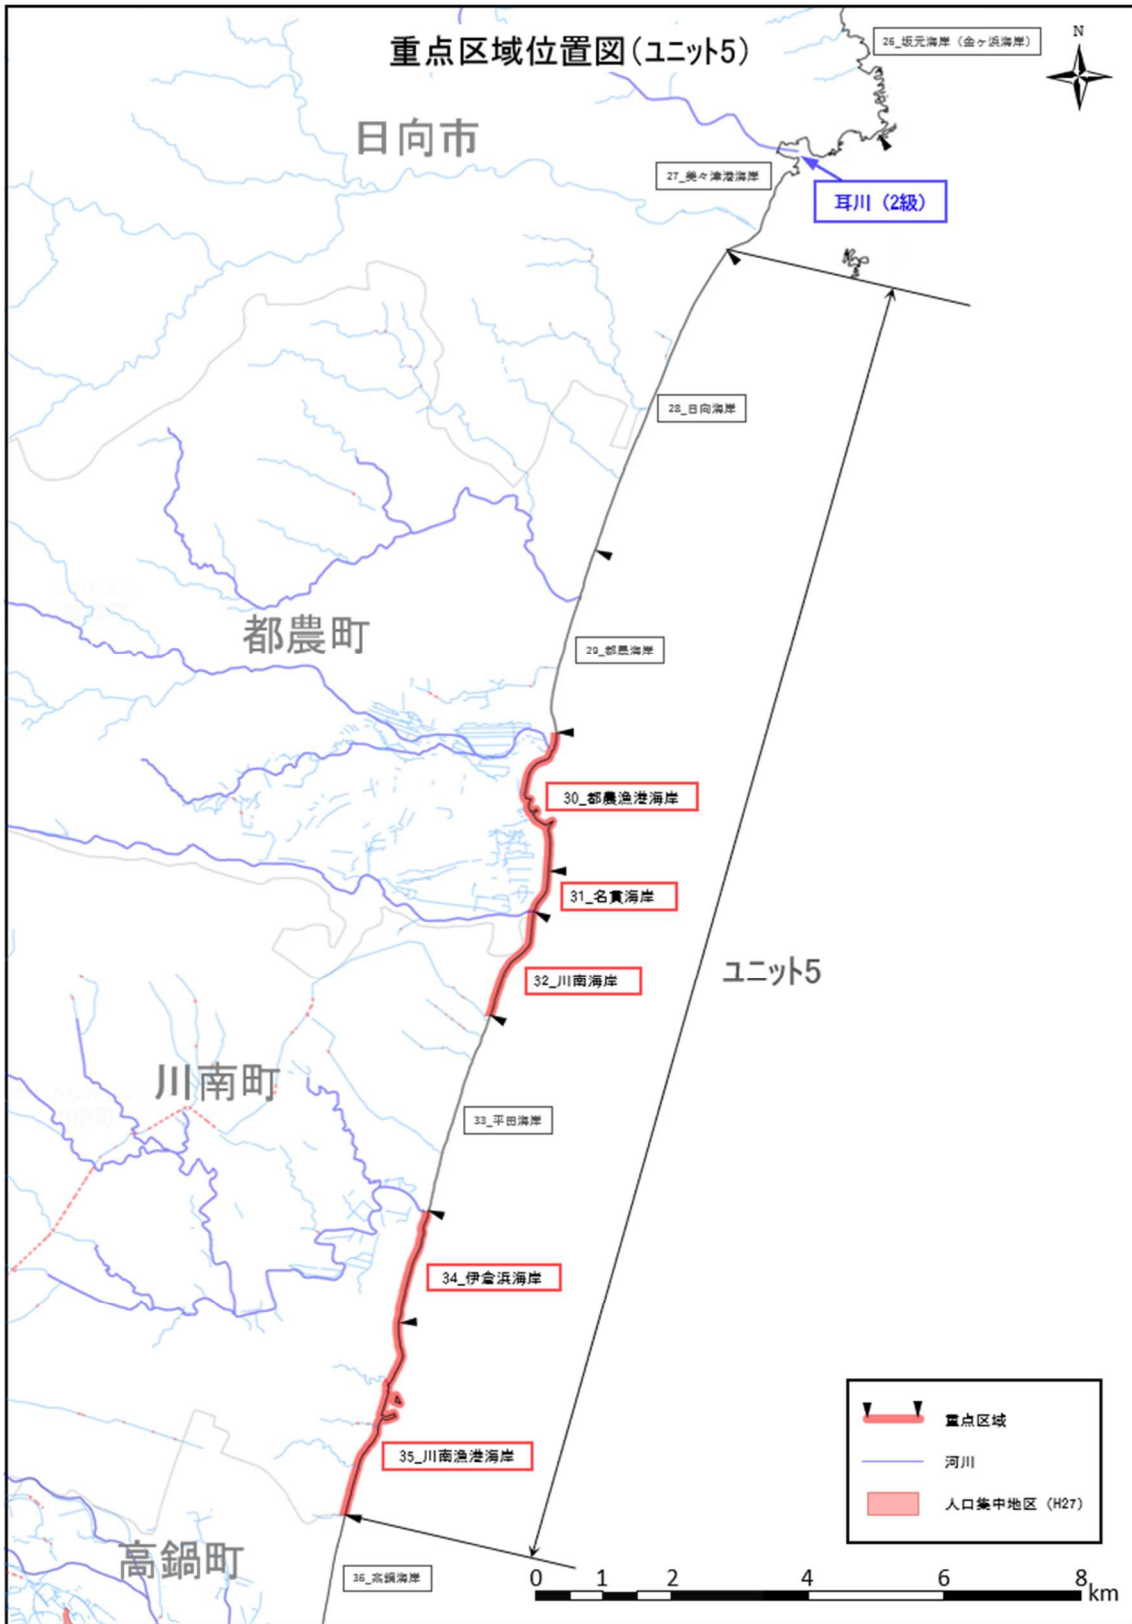 重点区域位置図(ユニット5)
26_坂元海岸（金ヶ浜海岸）
N
日向市
27_美々津港海岸
耳川（2級）
28_日向海岸
都農町
29_都農海岸
30_都農漁港海岸
31_名貫海岸
32_川南海岸
ユニット5
川南町
33_平田海岸
34_伊倉浜海岸
35_川南漁港海岸
高鍋町
36_高鍋海岸
重点区域
河川
人口集中地区（H27）
0 1 2 4 6 8 km